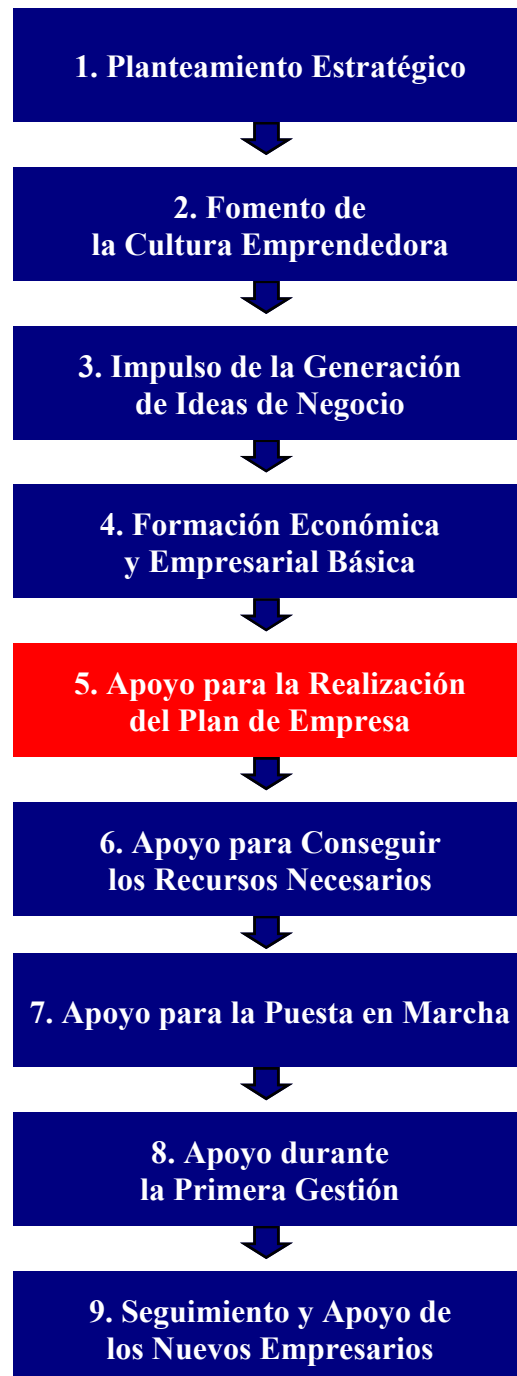 1. Planteamiento Estratégico
2. Fomento de
la Cultura Emprendedora
3. Impulso de la Generación
de Ideas de Negocio
4. Formación Económica
y Empresarial Básica
5. Apoyo para la Realización
del Plan de Empresa
6. Apoyo para Conseguir
los Recursos Necesarios
7. Apoyo para la Puesta en Marcha
8. Apoyo durante
la Primera Gestión
9. Seguimiento y Apoyo de
los Nuevos Empresarios